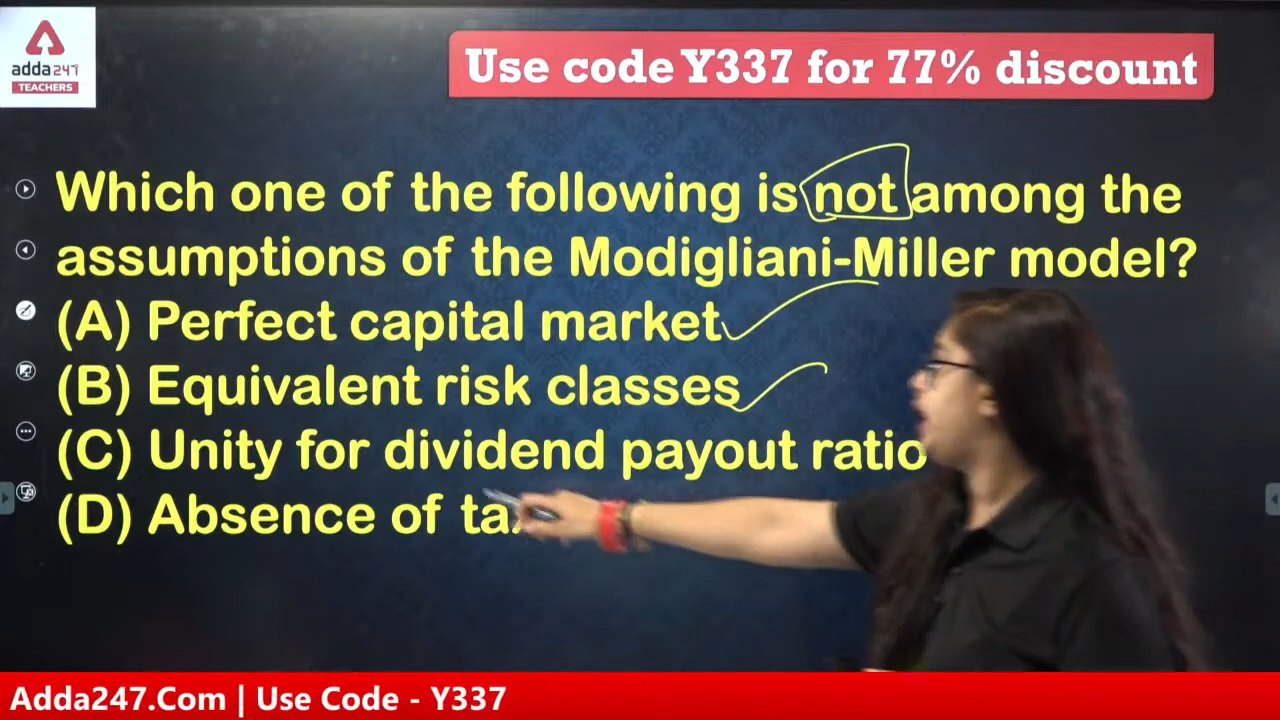 adda247
TEACHERS
Use code Y337 for 77% discount
Which one of the following is not among the
assumptions of the Modigliani-Miller model?
(A) Perfect capital market
(B) Equivalent risk classes
(C) Unity for dividend payout ratio
(D) Absence of
Adda247.Com | Use Code - Y337